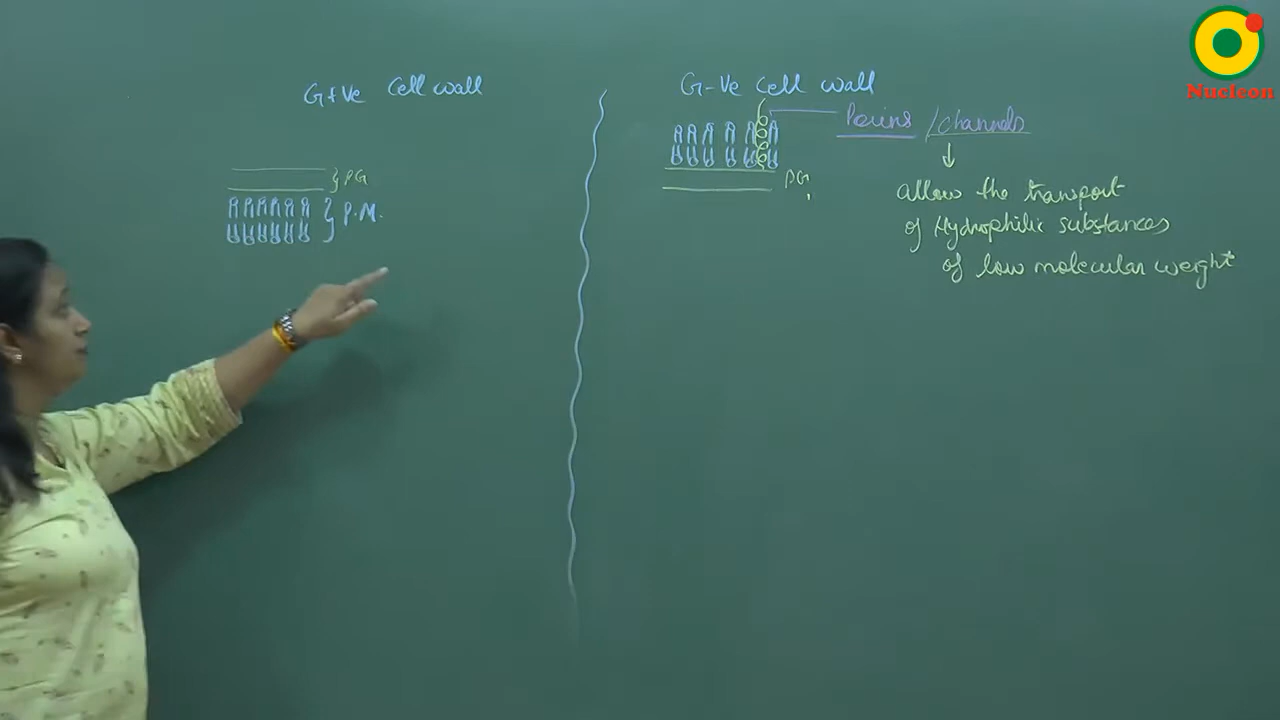 G+Ve Cell wall
}PG
} P.M.
G-Ve Cell wall
Porins /channels
PG
allow the transport
of Hydrophilic substances
of low molecular weight
Nucleon